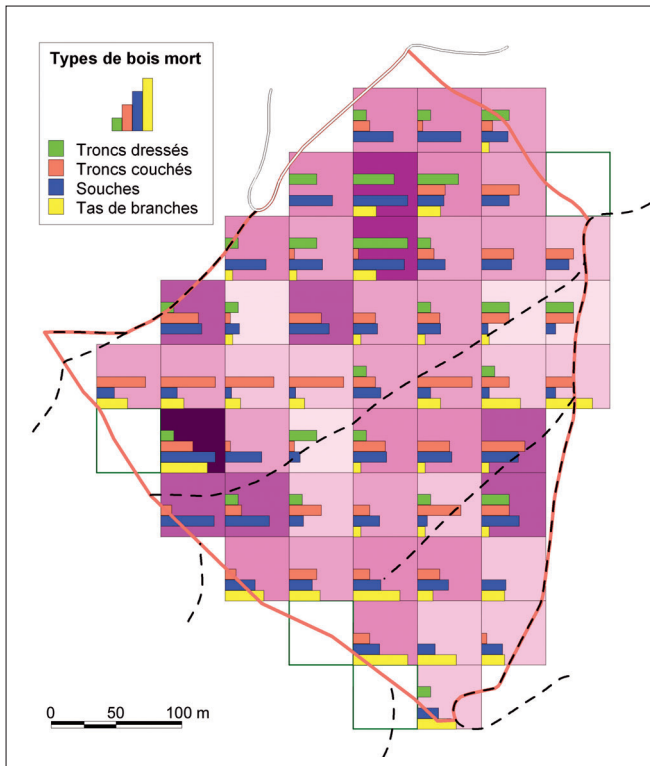 Types de bois mort
Troncs dressés
Troncs couchés
Souches
Tas de branches
0 50 100 m